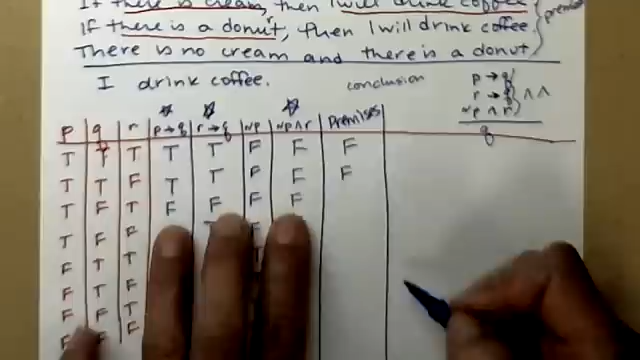 If there is cream, then I will drink coffee
If there is a donut, then I will drink coffee. } premises
There is no cream and there is a donut
I drink coffee. conclusion
p → q
r → q } ∧ ∧
~p ∧ r
q
p q r p→q r→q ~p ~p∧r Premises
T T T T T F F F
T T F T T F F F
T F T F F F F
T F F F
F T T
F T F
F F T
F F F